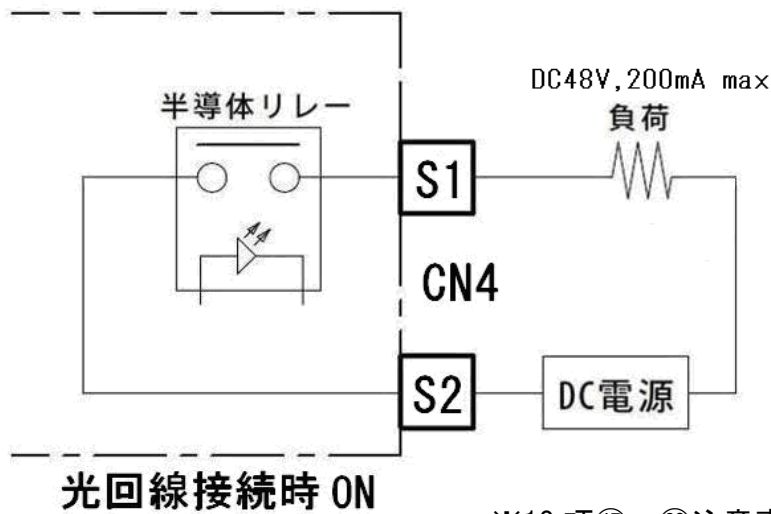 DC48V,200mA max
半導体リレー
負荷
S1
CN4
S2
DC電源
光回線接続時 ON